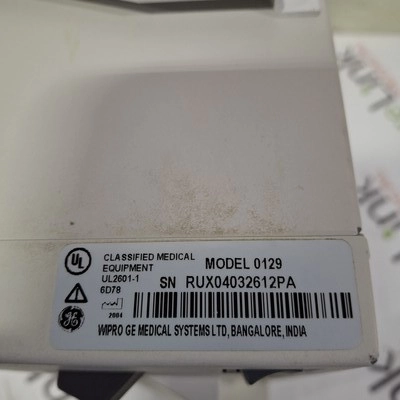 UL
CLASSIFIED MEDICAL
EQUIPMENT
UL2601-1
6D78
MODEL 0129
SN RUX04032612PA
2004
GE
WIPRO GE MEDICAL SYSTEMS LTD, BANGALORE, INDIA
Link